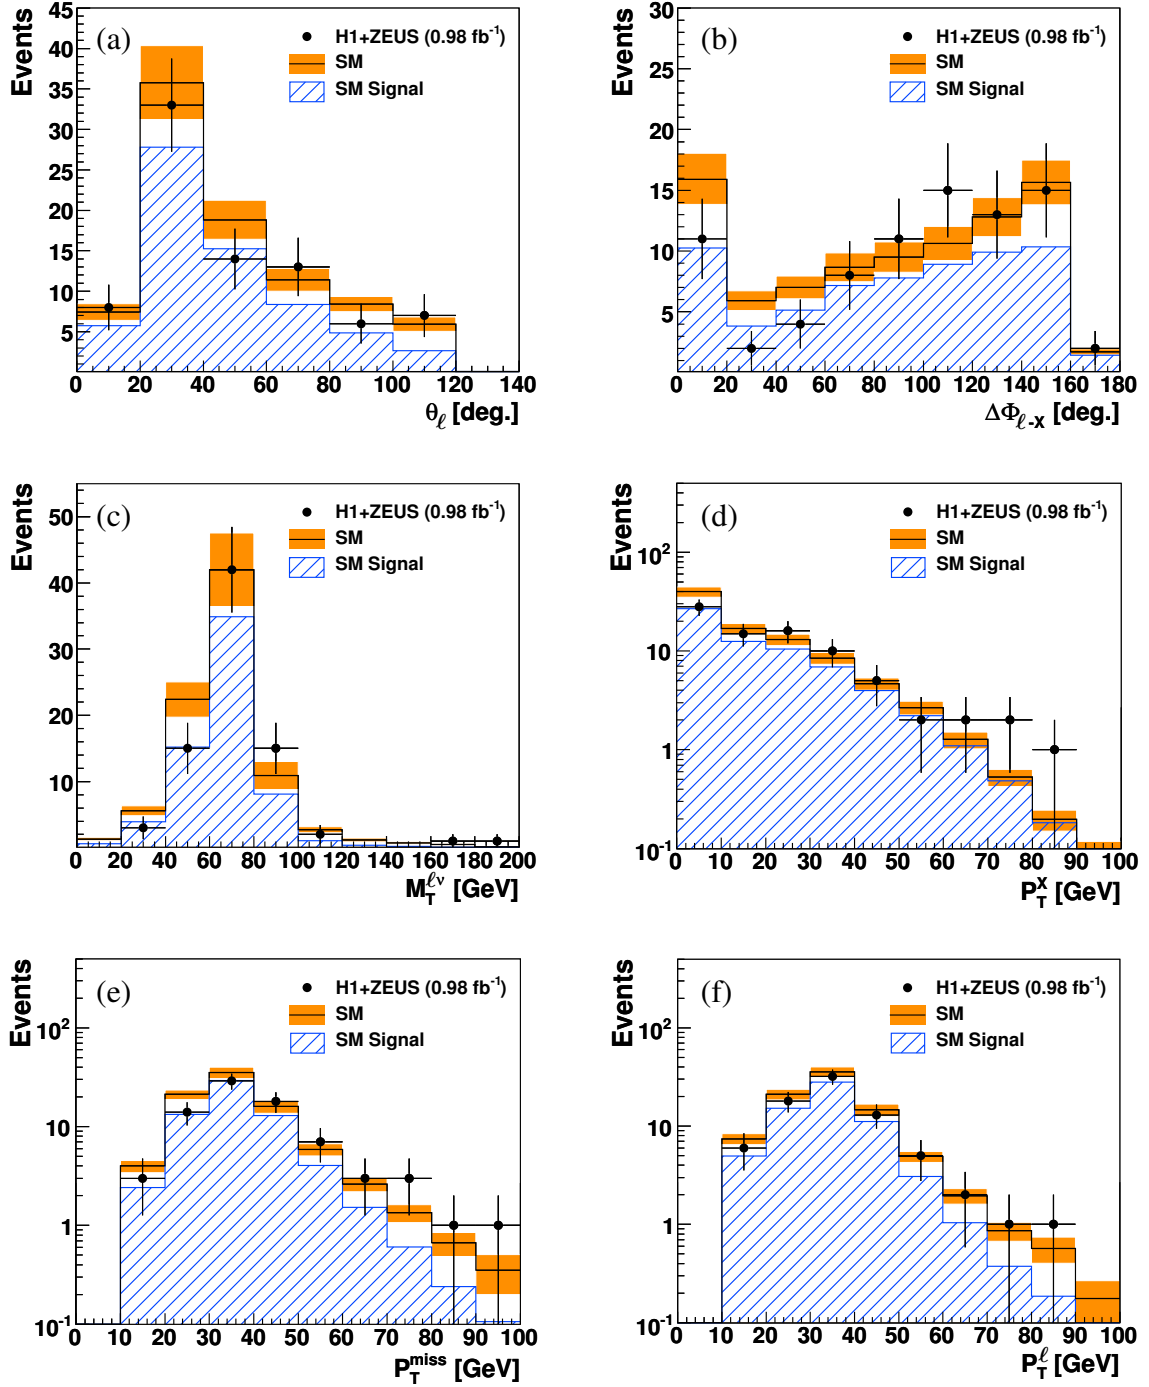 (a)
H1+ZEUS (0.98 fb⁻¹)
SM
SM Signal
Events
45
40
35
30
25
20
15
10
5
0 20 40 60 80 100 120 140
θℓ [deg.]
(b)
H1+ZEUS (0.98 fb⁻¹)
SM
SM Signal
Events
30
25
20
15
10
5
0 20 40 60 80 100 120 140 160 180
ΔΦℓ-X [deg.]
(c)
H1+ZEUS (0.98 fb⁻¹)
SM
SM Signal
Events
50
40
30
20
10
0 20 40 60 80 100 120 140 160 180 200
M_T^ℓν [GeV]
(d)
H1+ZEUS (0.98 fb⁻¹)
SM
SM Signal
Events
10²
10
1
10⁻¹
0 10 20 30 40 50 60 70 80 90 100
P_T^X [GeV]
(e)
H1+ZEUS (0.98 fb⁻¹)
SM
SM Signal
Events
10²
10
1
10⁻¹
0 10 20 30 40 50 60 70 80 90 100
P_T^miss [GeV]
(f)
H1+ZEUS (0.98 fb⁻¹)
SM
SM Signal
Events
10²
10
1
10⁻¹
0 10 20 30 40 50 60 70 80 90 100
P_T^ℓ [GeV]